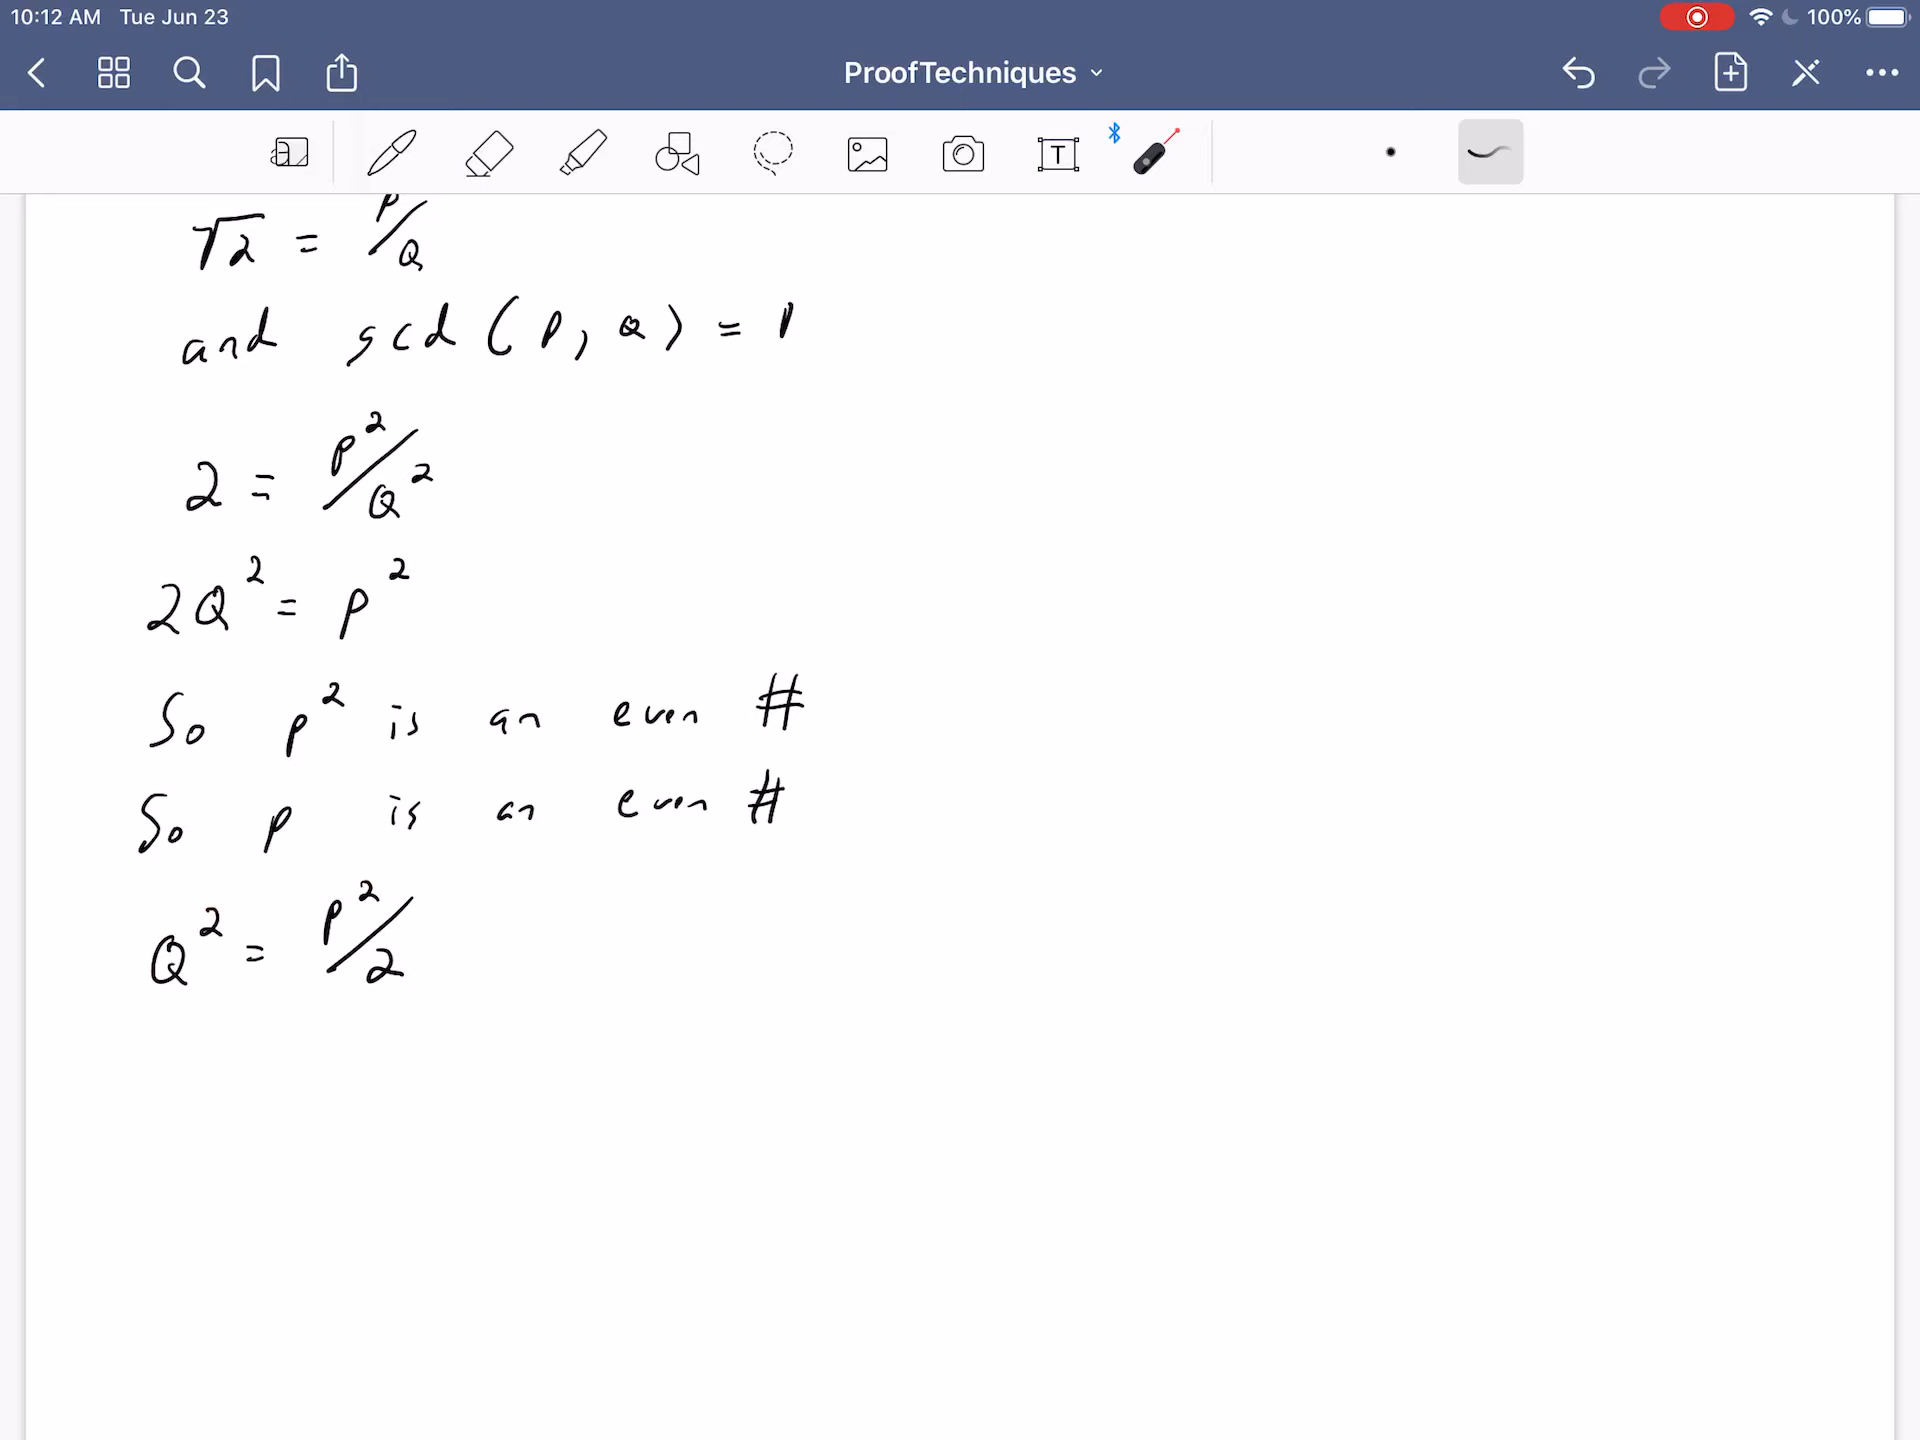 10:12 AM Tue Jun 23
100%
ProofTechniques
T
√2 = P/Q
and gcd (P, Q) = 1
2 = P²/Q²
2Q² = P²
So P² is an even #
So P is an even #
Q² = P²/2